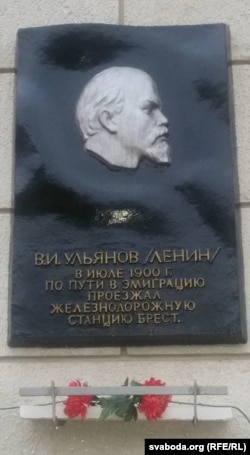 В.И. УЛЬЯНОВ /ЛЕНИН/
В ИЮЛЕ 1900 Г.
ПО ПУТИ В ЭМИГРАЦИЮ
ПРОЕЗЖАЛ
ЖЕЛЕЗНОДОРОЖНУЮ
СТАНЦИЮ БРЕСТ.
svaboda.org (RFE/RL)